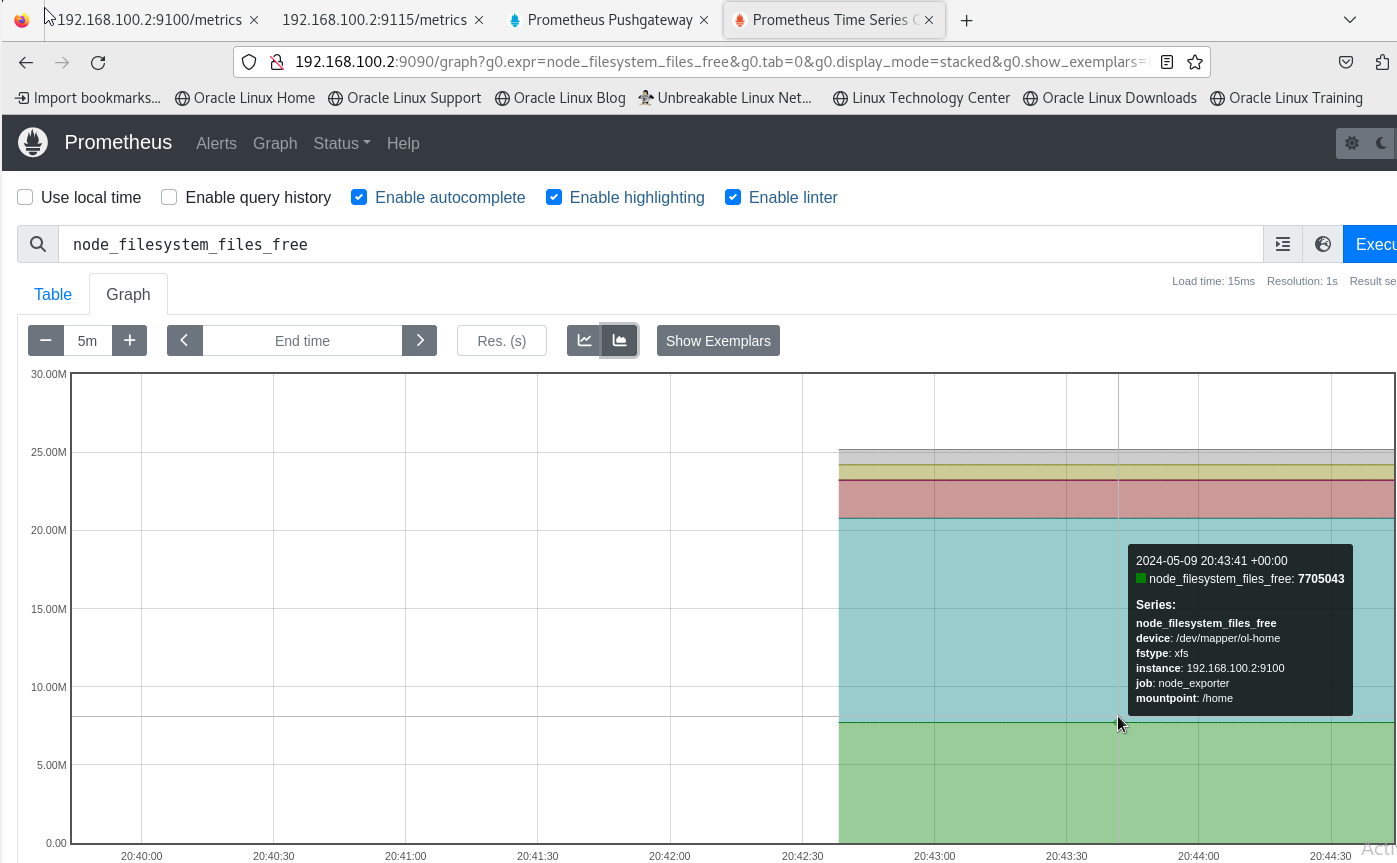 192.168.100.2:9100/metrics 192.168.100.2:9115/metrics Prometheus Pushgateway Prometheus Time Series C
192.168.100.2:9090/graph?g0.expr=node_filesystem_files_free&g0.tab=0&g0.display_mode=stacked&g0.show_exemplars=
Import bookmarks... Oracle Linux Home Oracle Linux Support Oracle Linux Blog Unbreakable Linux Net... Linux Technology Center Oracle Linux Downloads Oracle Linux Training
Prometheus Alerts Graph Status Help
Use local time Enable query history Enable autocomplete Enable highlighting Enable linter
node_filesystem_files_free Execu
Table Graph Load time: 15ms Resolution: 1s Result se
5m End time Res. (s) Show Exemplars
30.00M
25.00M
20.00M
15.00M
10.00M
5.00M
0.00
2024-05-09 20:43:41 +00:00
node_filesystem_files_free: 7705043
Series:
node_filesystem_files_free
device: /dev/mapper/ol-home
fstype: xfs
instance: 192.168.100.2:9100
job: node_exporter
mountpoint: /home
Acti
20:40:00 20:40:30 20:41:00 20:41:30 20:42:00 20:42:30 20:43:00 20:43:30 20:44:00 20:44:30